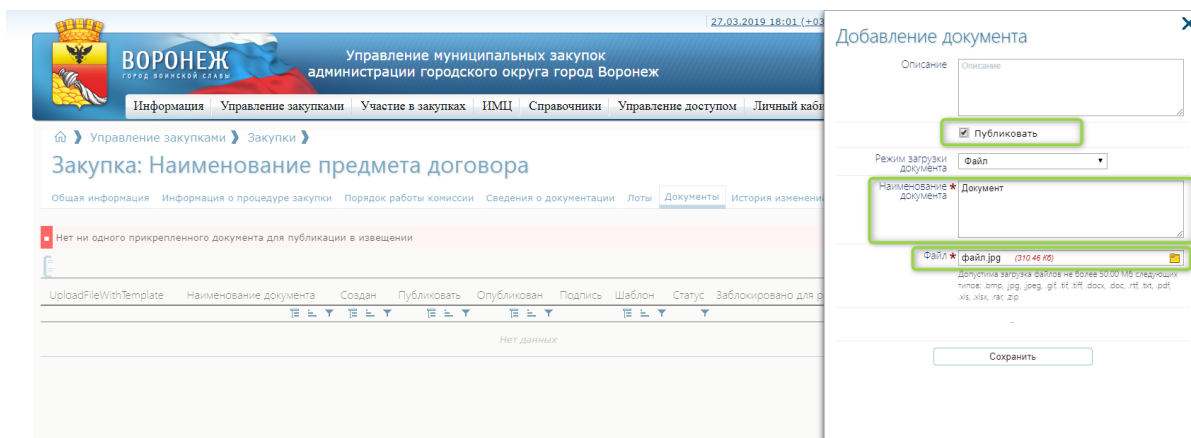 27.03.2019 18:01 (+03
ВОРОНЕЖ
ГОРОД ВОИНСКОЙ СЛАВЫ
Управление муниципальных закупок
администрации городского округа город Воронеж
Информация Управление закупками Участие в закупках ИМЦ Справочники Управление доступом Личный каби
Управление закупками Закупки
Закупка: Наименование предмета договора
Общая информация Информация о процедуре закупки Порядок работы комиссии Сведения о документации Лоты Документы История изменени
Нет ни одного прикрепленного документа для публикации в извещении
UploadFileWithTemplate Наименование документа Создан Публиковать Опубликован Подпись Шаблон Статус Заблокировано для р
Нет данных
Добавление документа
Описание Описание
Публиковать
Режим загрузки документа Файл
Наименование * документа Документ
Файл * файл.jpg (310.46 Кб)
Допустима загрузка файлов не более 50.00 Мб следующих
типов: .bmp, .jpg, .jpeg, .gif, .tif, .tiff, .docx, .doc, .rtf, .txt, .pdf,
.xls, .xlsx, .rar, .zip
Сохранить